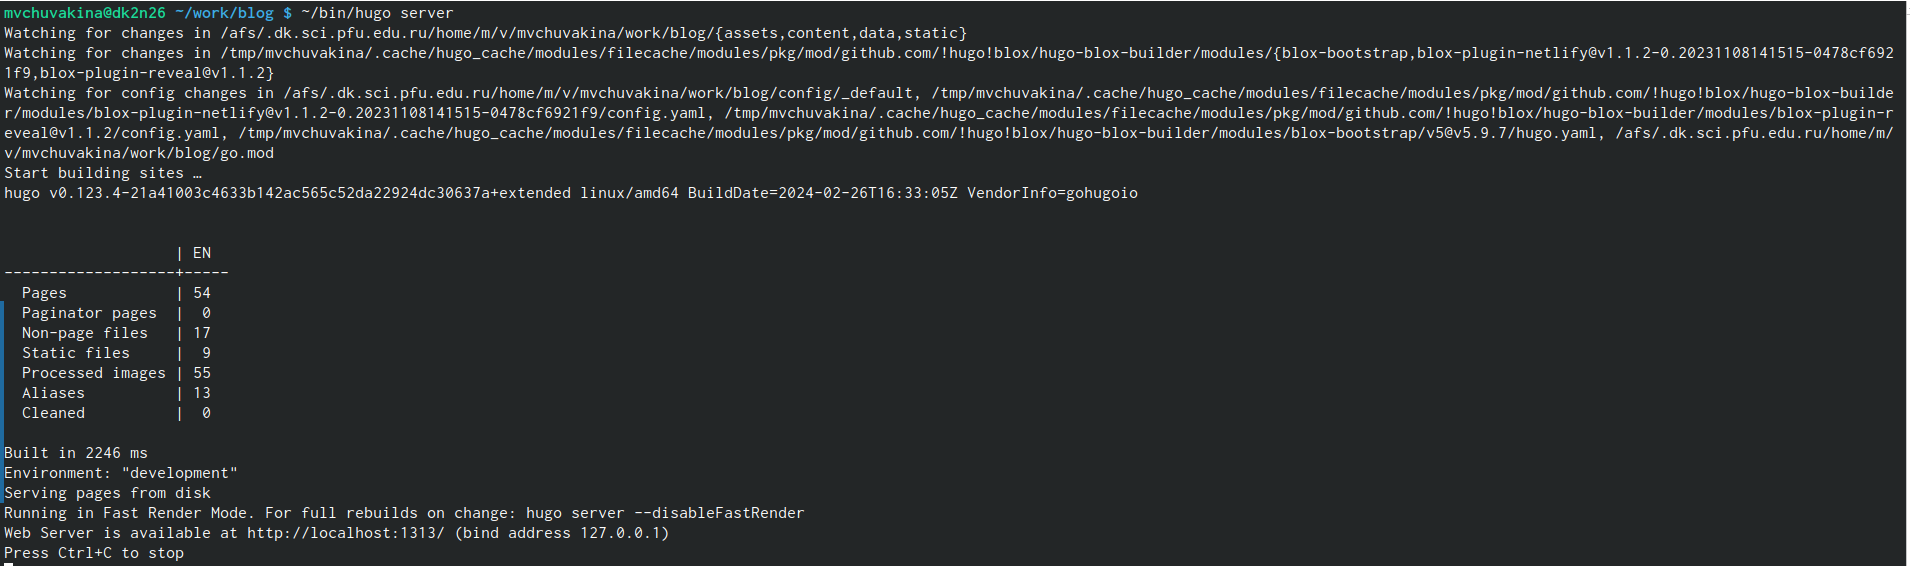 mvchuvakina@dk2n26 ~/work/blog $ ~/bin/hugo server
Watching for changes in /afs/.dk.sci.pfu.edu.ru/home/m/v/mvchuvakina/work/blog/{assets,content,data,static}
Watching for changes in /tmp/mvchuvakina/.cache/hugo_cache/modules/filecache/modules/pkg/mod/github.com/!hugo!blox/hugo-blox-builder/modules/{blox-bootstrap,blox-plugin-netlify@v1.1.2-0.20231108141515-0478cf692
1f9,blox-plugin-reveal@v1.1.2}
Watching for config changes in /afs/.dk.sci.pfu.edu.ru/home/m/v/mvchuvakina/work/blog/config/_default, /tmp/mvchuvakina/.cache/hugo_cache/modules/filecache/modules/pkg/mod/github.com/!hugo!blox/hugo-blox-builde
r/modules/blox-plugin-netlify@v1.1.2-0.20231108141515-0478cf6921f9/config.yaml, /tmp/mvchuvakina/.cache/hugo_cache/modules/filecache/modules/pkg/mod/github.com/!hugo!blox/hugo-blox-builder/modules/blox-plugin-r
eveal@v1.1.2/config.yaml, /tmp/mvchuvakina/.cache/hugo_cache/modules/filecache/modules/pkg/mod/github.com/!hugo!blox/hugo-blox-builder/modules/blox-bootstrap/v5@v5.9.7/hugo.yaml, /afs/.dk.sci.pfu.edu.ru/home/m/
v/mvchuvakina/work/blog/go.mod
Start building sites …
hugo v0.123.4-21a41003c4633b142ac565c52da22924dc30637a+extended linux/amd64 BuildDate=2024-02-26T16:33:05Z VendorInfo=gohugoio
                   | EN
-------------------+-----
  Pages            | 54
  Paginator pages  |  0
  Non-page files   | 17
  Static files     |  9
  Processed images | 55
  Aliases          | 13
  Cleaned          |  0
Built in 2246 ms
Environment: "development"
Serving pages from disk
Running in Fast Render Mode. For full rebuilds on change: hugo server --disableFastRender
Web Server is available at http://localhost:1313/ (bind address 127.0.0.1)
Press Ctrl+C to stop